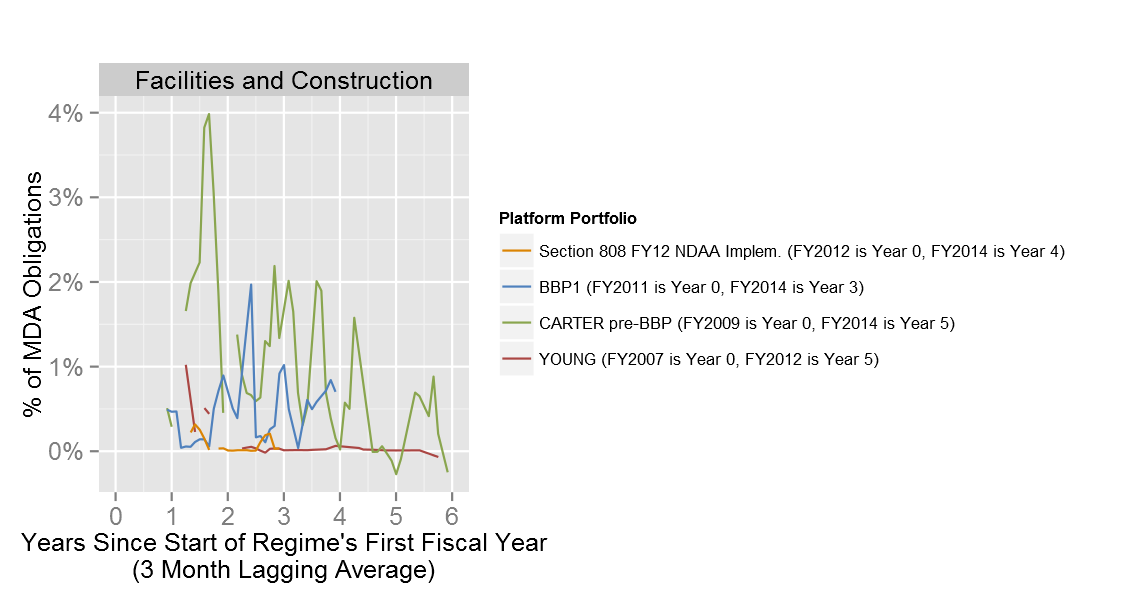 Facilities and Construction
4%
3%
2%
1%
0%
% of MDA Obligations
0 1 2 3 4 5 6
Years Since Start of Regime's First Fiscal Year
(3 Month Lagging Average)
Platform Portfolio
Section 808 FY12 NDAA Implem. (FY2012 is Year 0, FY2014 is Year 4)
BBP1 (FY2011 is Year 0, FY2014 is Year 3)
CARTER pre-BBP (FY2009 is Year 0, FY2014 is Year 5)
YOUNG (FY2007 is Year 0, FY2012 is Year 5)